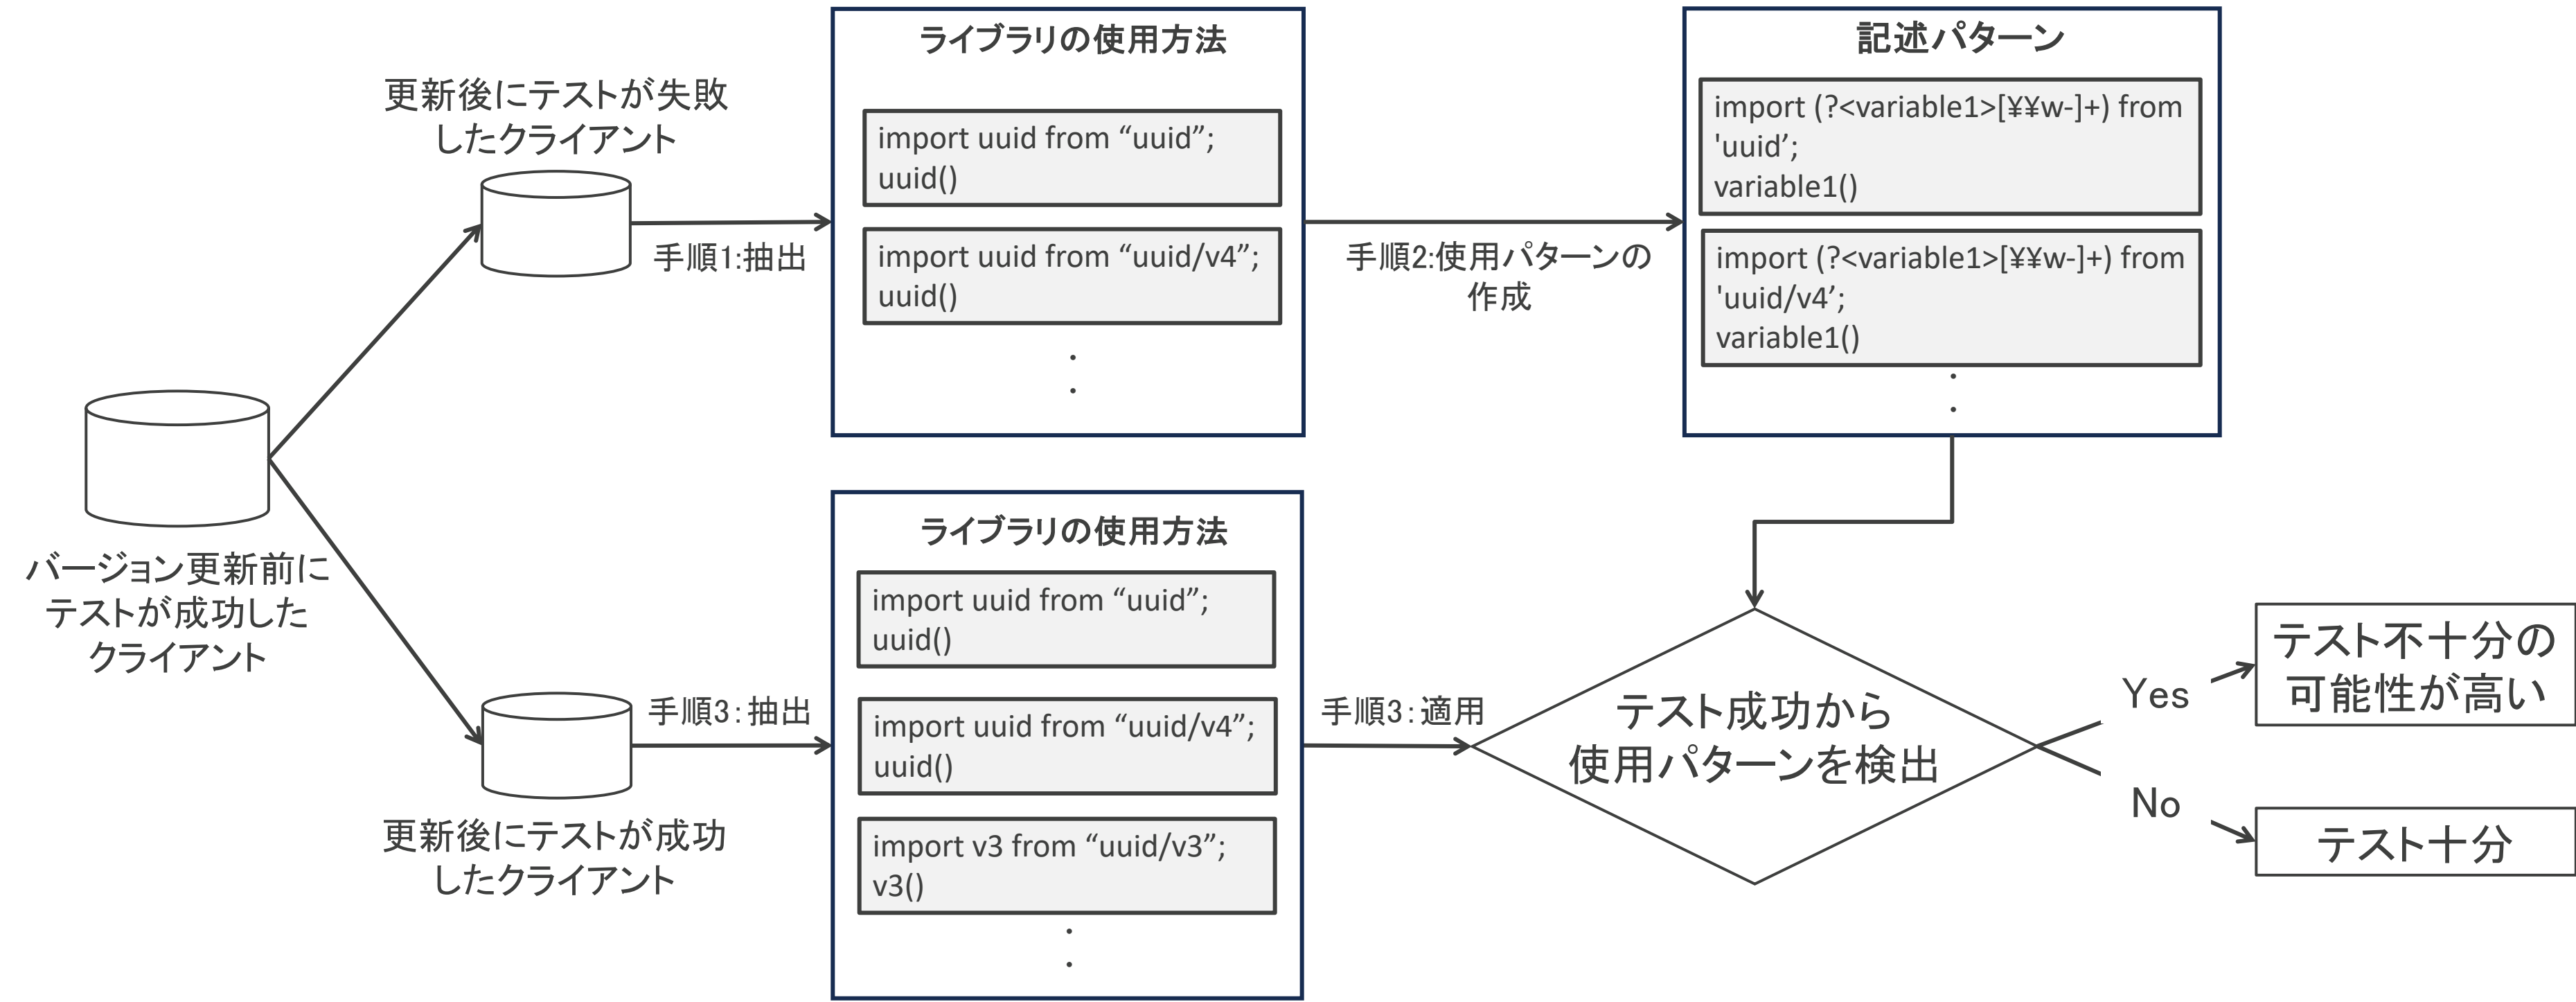 バージョン更新前に
テストが成功した
クライアント
更新後にテストが失敗
したクライアント
手順1:抽出
ライブラリの使用方法
import uuid from “uuid”;
uuid()
import uuid from “uuid/v4”;
uuid()
.
.
手順2:使用パターンの
作成
記述パターン
import (?<variable1>[¥¥w-]+) from
'uuid’;
variable1()
import (?<variable1>[¥¥w-]+) from
'uuid/v4’;
variable1()
.
.
更新後にテストが成功
したクライアント
手順3：抽出
ライブラリの使用方法
import uuid from “uuid”;
uuid()
import uuid from “uuid/v4”;
uuid()
import v3 from “uuid/v3”;
v3()
.
.
手順3：適用
テスト成功から
使用パターンを検出
Yes
テスト不十分の
可能性が高い
No
テスト十分